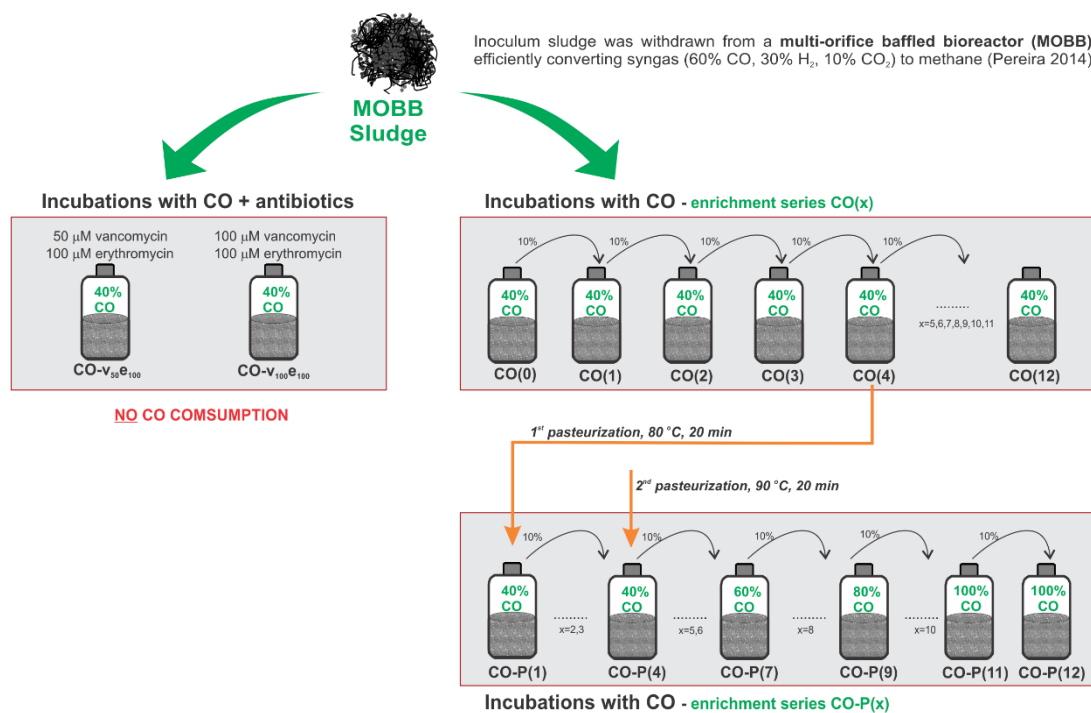 Inoculum sludge was withdrawn from a multi-orifice baffled bioreactor (MOBB)
efficiently converting syngas (60% CO, 30% H₂, 10% CO₂) to methane (Pereira 2014)
MOBB
Sludge
Incubations with CO + antibiotics
50 µM vancomycin
100 µM erythromycin
100 µM vancomycin
100 µM erythromycin
40%
CO
40%
CO
CO-v₅₀e₁₀₀
CO-v₁₀₀e₁₀₀
NO CO COMSUMPTION
Incubations with CO - enrichment series CO(x)
10%
10%
10%
10%
10%
40%
CO
40%
CO
40%
CO
40%
CO
40%
CO
40%
CO
.........
x=5,6,7,8,9,10,11
CO(0)
CO(1)
CO(2)
CO(3)
CO(4)
CO(12)
1st pasteurization, 80 °C, 20 min
2nd pasteurization, 90 °C, 20 min
10%
10%
10%
10%
10%
40%
CO
40%
CO
60%
CO
80%
CO
100%
CO
100%
CO
.........
x=2,3
.........
x=5,6
.........
x=8
.........
x=10
CO-P(1)
CO-P(4)
CO-P(7)
CO-P(9)
CO-P(11)
CO-P(12)
Incubations with CO - enrichment series CO-P(x)